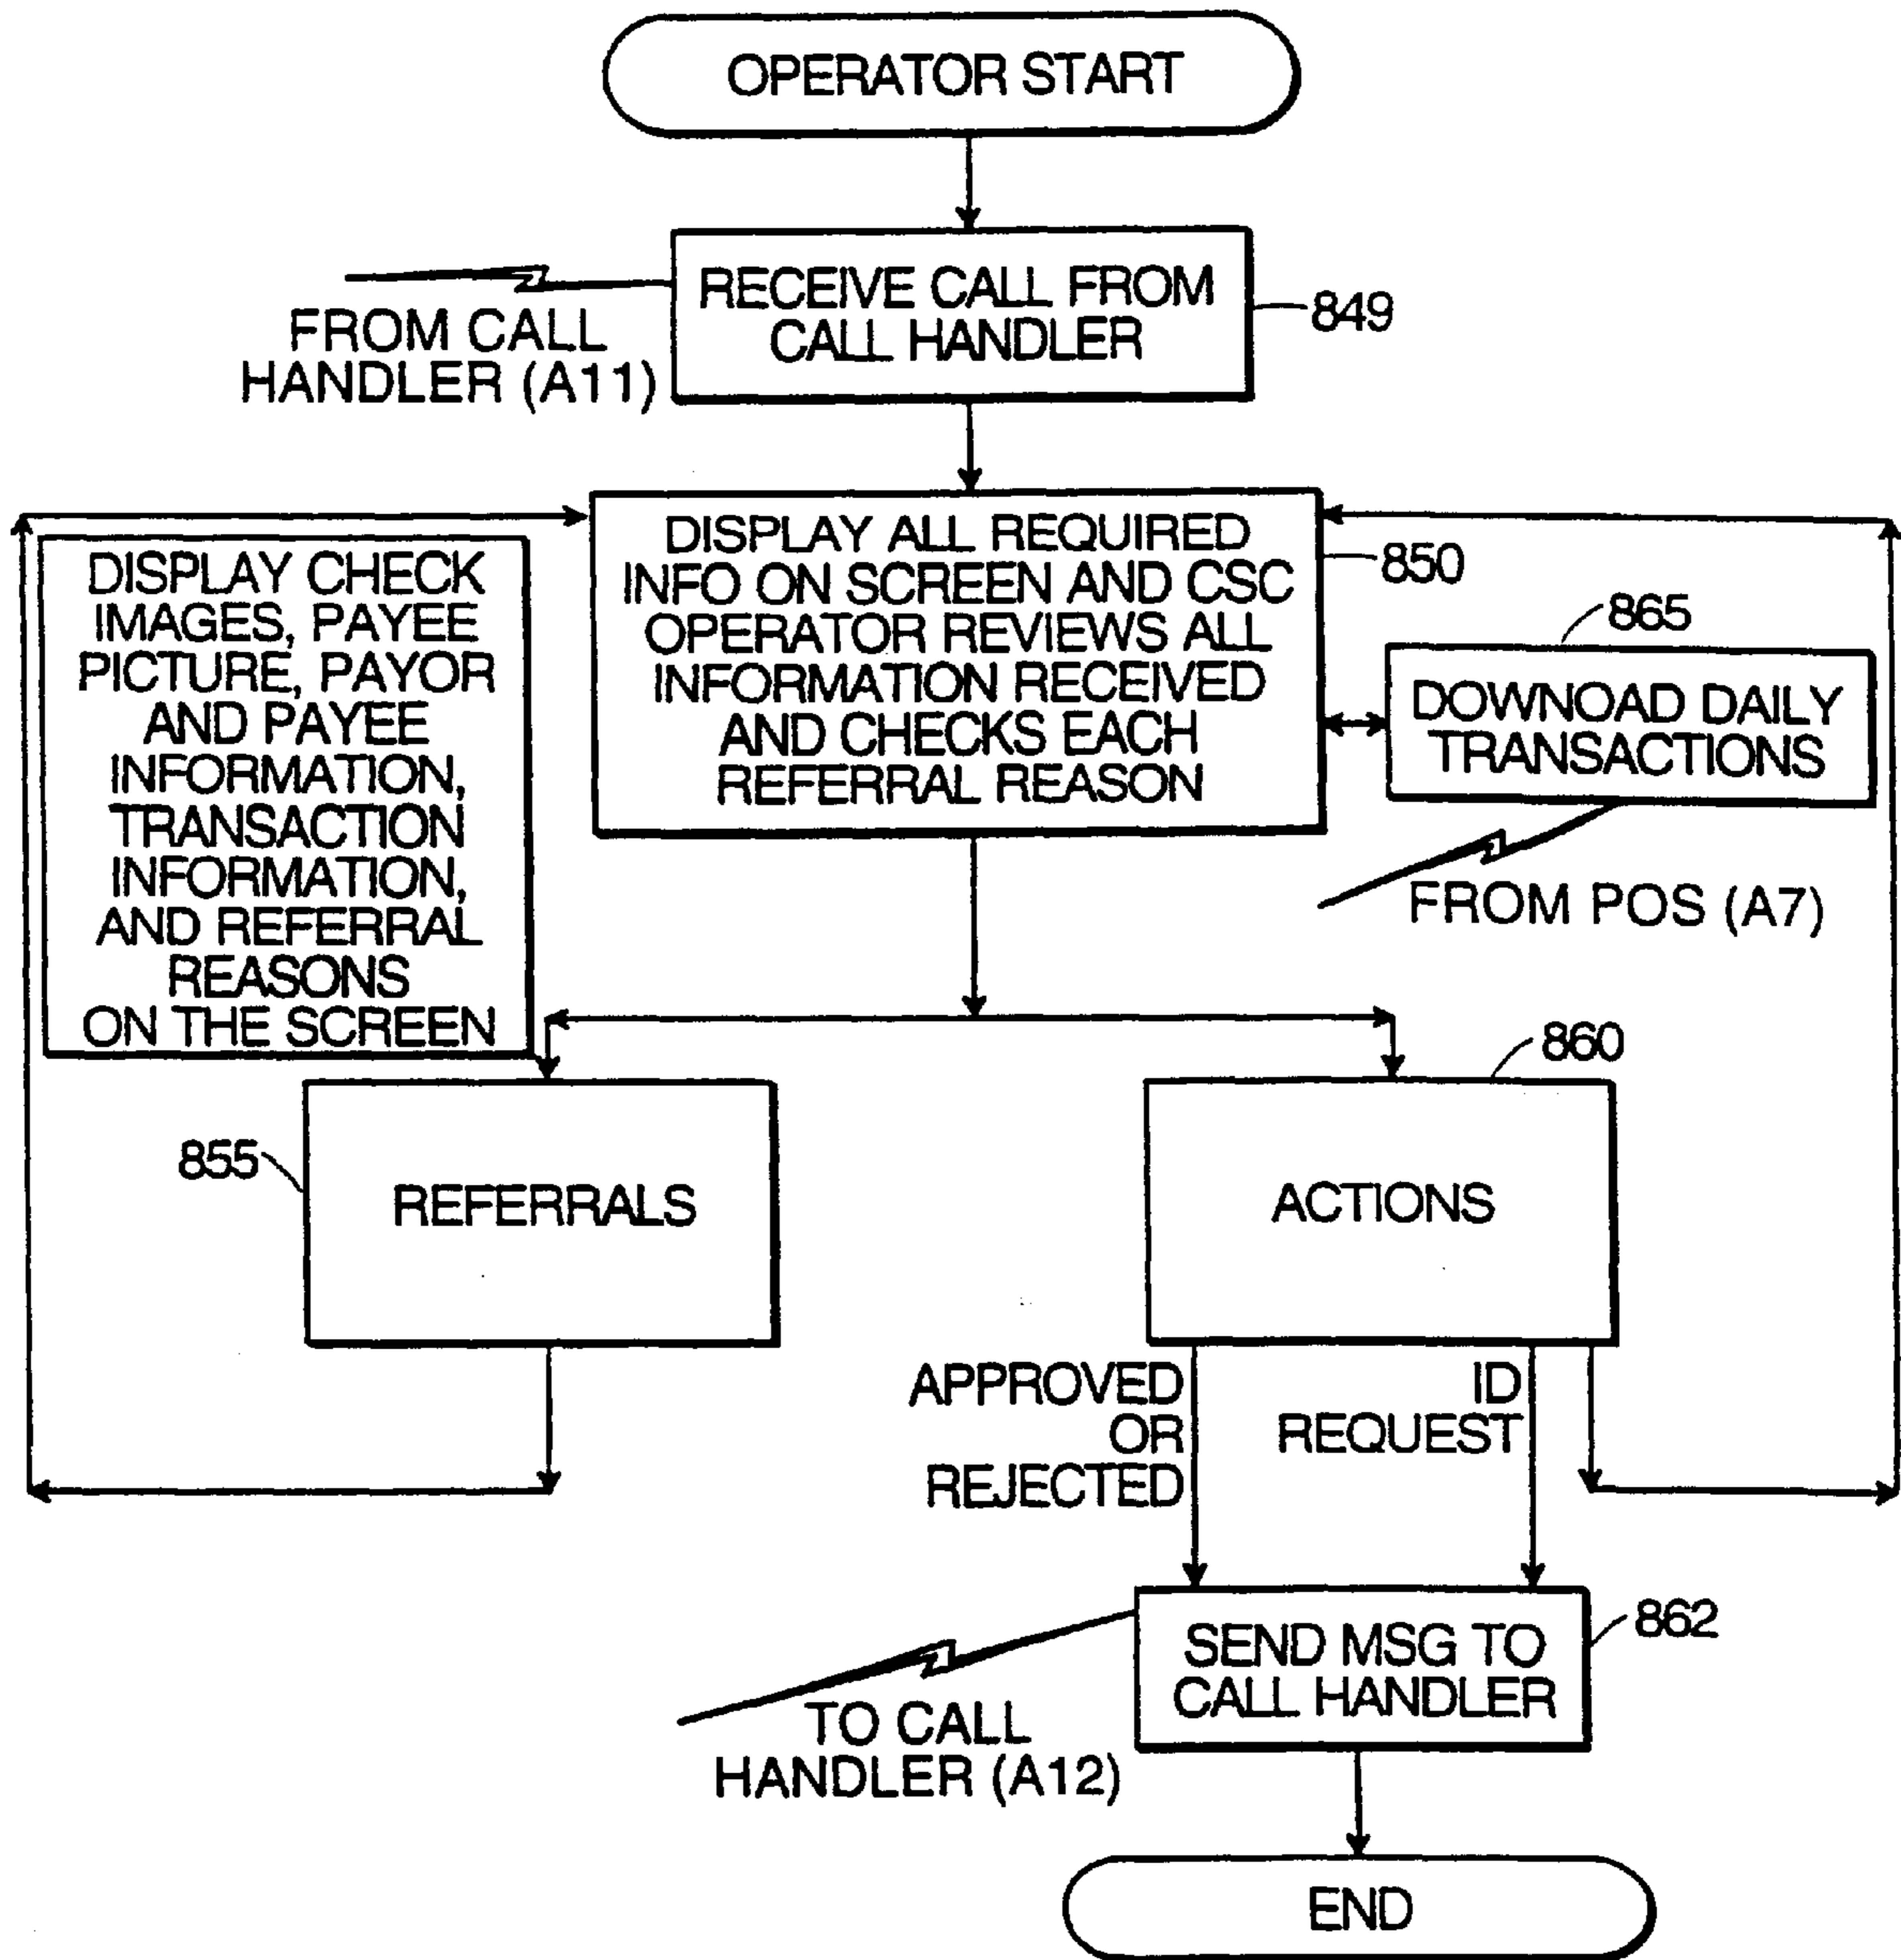 OPERATOR START
RECEIVE CALL FROM
CALL HANDLER
849
FROM CALL
HANDLER (A11)
DISPLAY ALL REQUIRED
INFO ON SCREEN AND CSC
OPERATOR REVIEWS ALL
INFORMATION RECEIVED
AND CHECKS EACH
REFERRAL REASON
850
DISPLAY CHECK
IMAGES, PAYEE
PICTURE, PAYOR
AND PAYEE
INFORMATION,
TRANSACTION
INFORMATION,
AND REFERRAL
REASONS
ON THE SCREEN
865
DOWNOAD DAILY
TRANSACTIONS
FROM POS (A7)
855
REFERRALS
860
ACTIONS
APPROVED
OR
REJECTED
ID
REQUEST
SEND MSG TO
CALL HANDLER
862
TO CALL
HANDLER (A12)
END